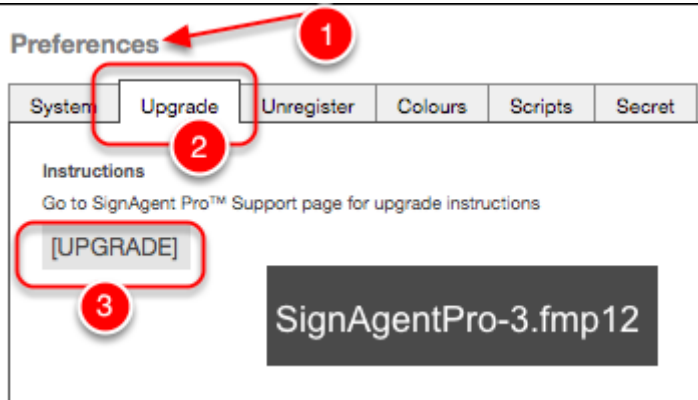 Preferences
1
System Upgrade Unregister Colours Scripts Secret
2
Instructions
Go to SignAgent Pro™ Support page for upgrade instructions
[UPGRADE]
3
SignAgentPro-3.fmp12